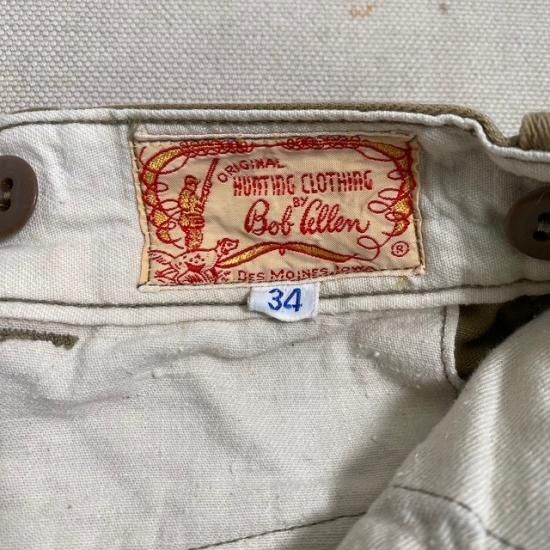 ORIGINAL
HUNTING CLOTHING
BY
Bob Allen
®
DES MOINES, IOWA
34